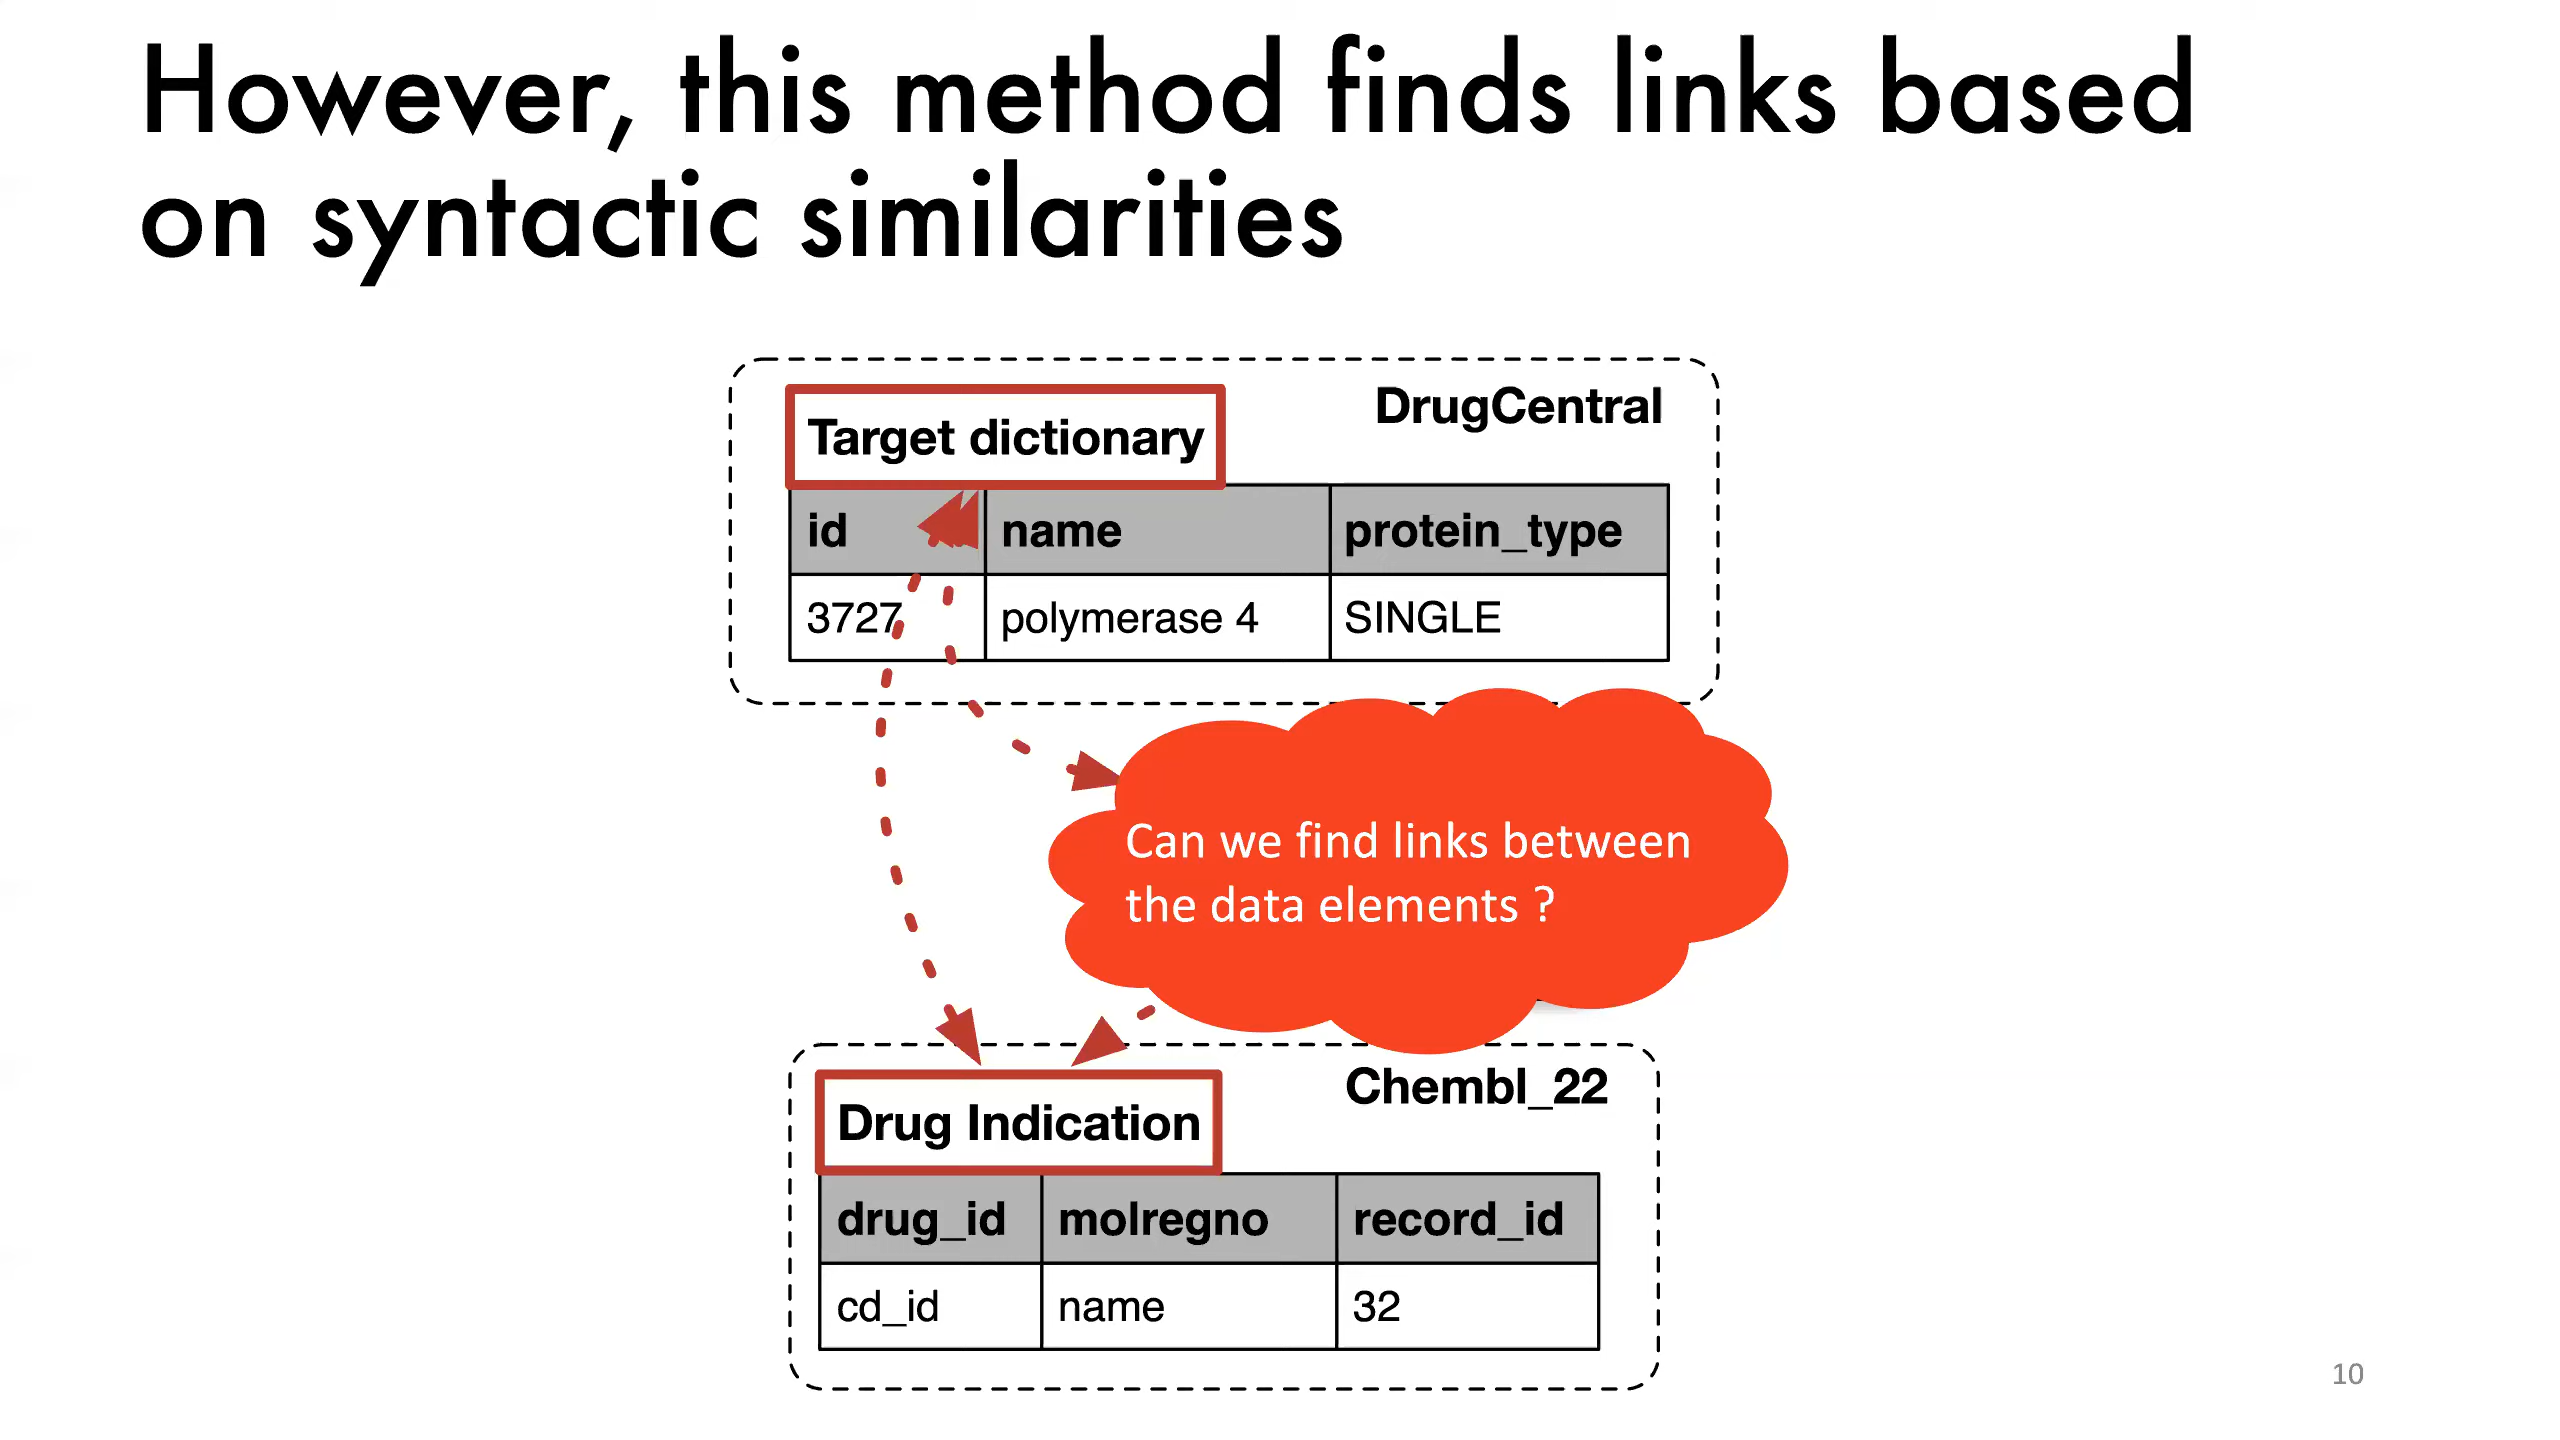 However, this method finds links based
on syntactic similarities
DrugCentral
Target dictionary
id name protein_type
3727 polymerase 4 SINGLE
Can we find links between
the data elements ?
Chembl_22
Drug Indication
drug_id molregno record_id
cd_id name 32
10